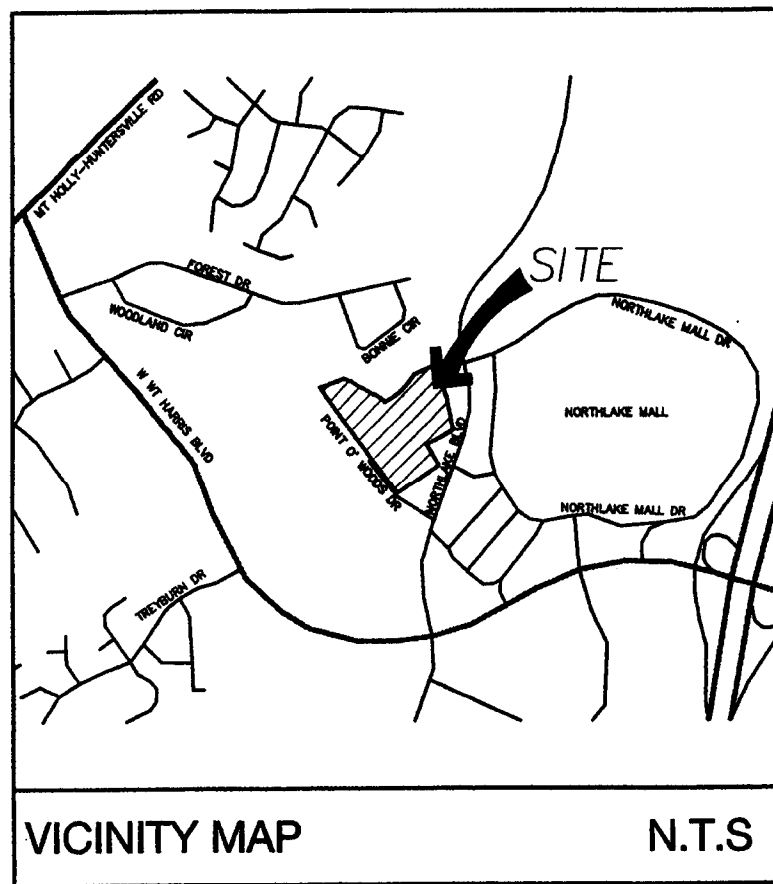 MT HOLLY-HUNTERSVILLE RD
SITE
FOREST DR
WOODLAND CIR
BONNIE CIR
NORTHLAKE MALL DR
W WT HARRIS BLVD
POINT O' WOODS DR
NORTHLAKE BLVD
NORTHLAKE MALL
NORTHLAKE MALL DR
TREYBURN DR
VICINITY MAP
N.T.S